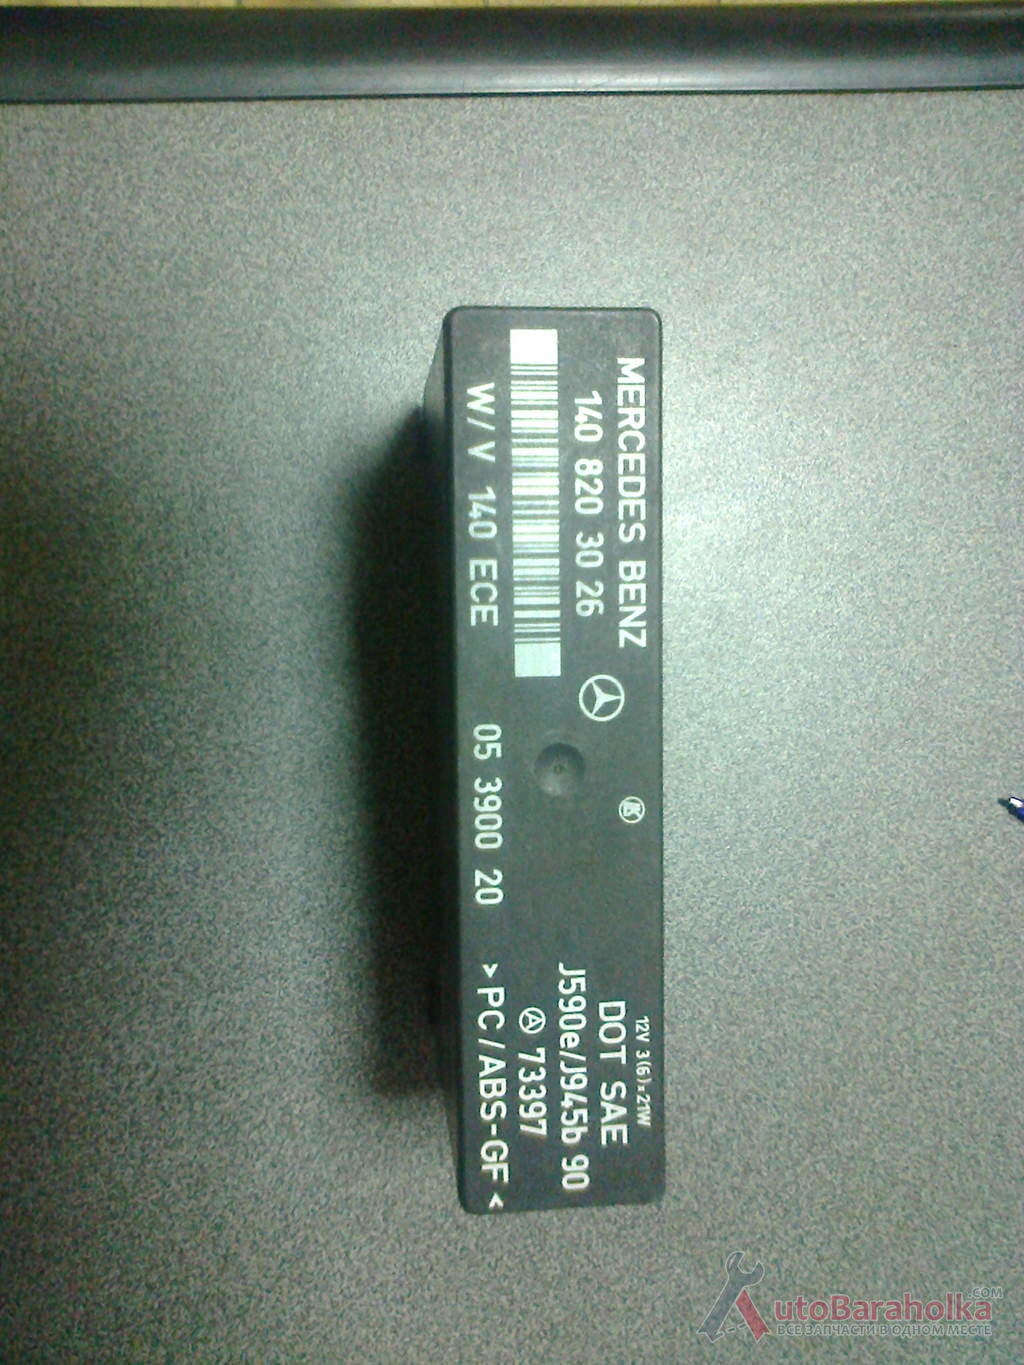 MERCEDES BENZ
140 820 30 26
W/V 140 ECE
05 3900 20
12V 3(6)x21W
DOT SAE
J590e/J945b 90
A 73397
>PC/ABS-GF<
AutoBaraholka
.COM
ВСЕ ЗАПЧАСТИ В ОДНОМ МЕСТЕ